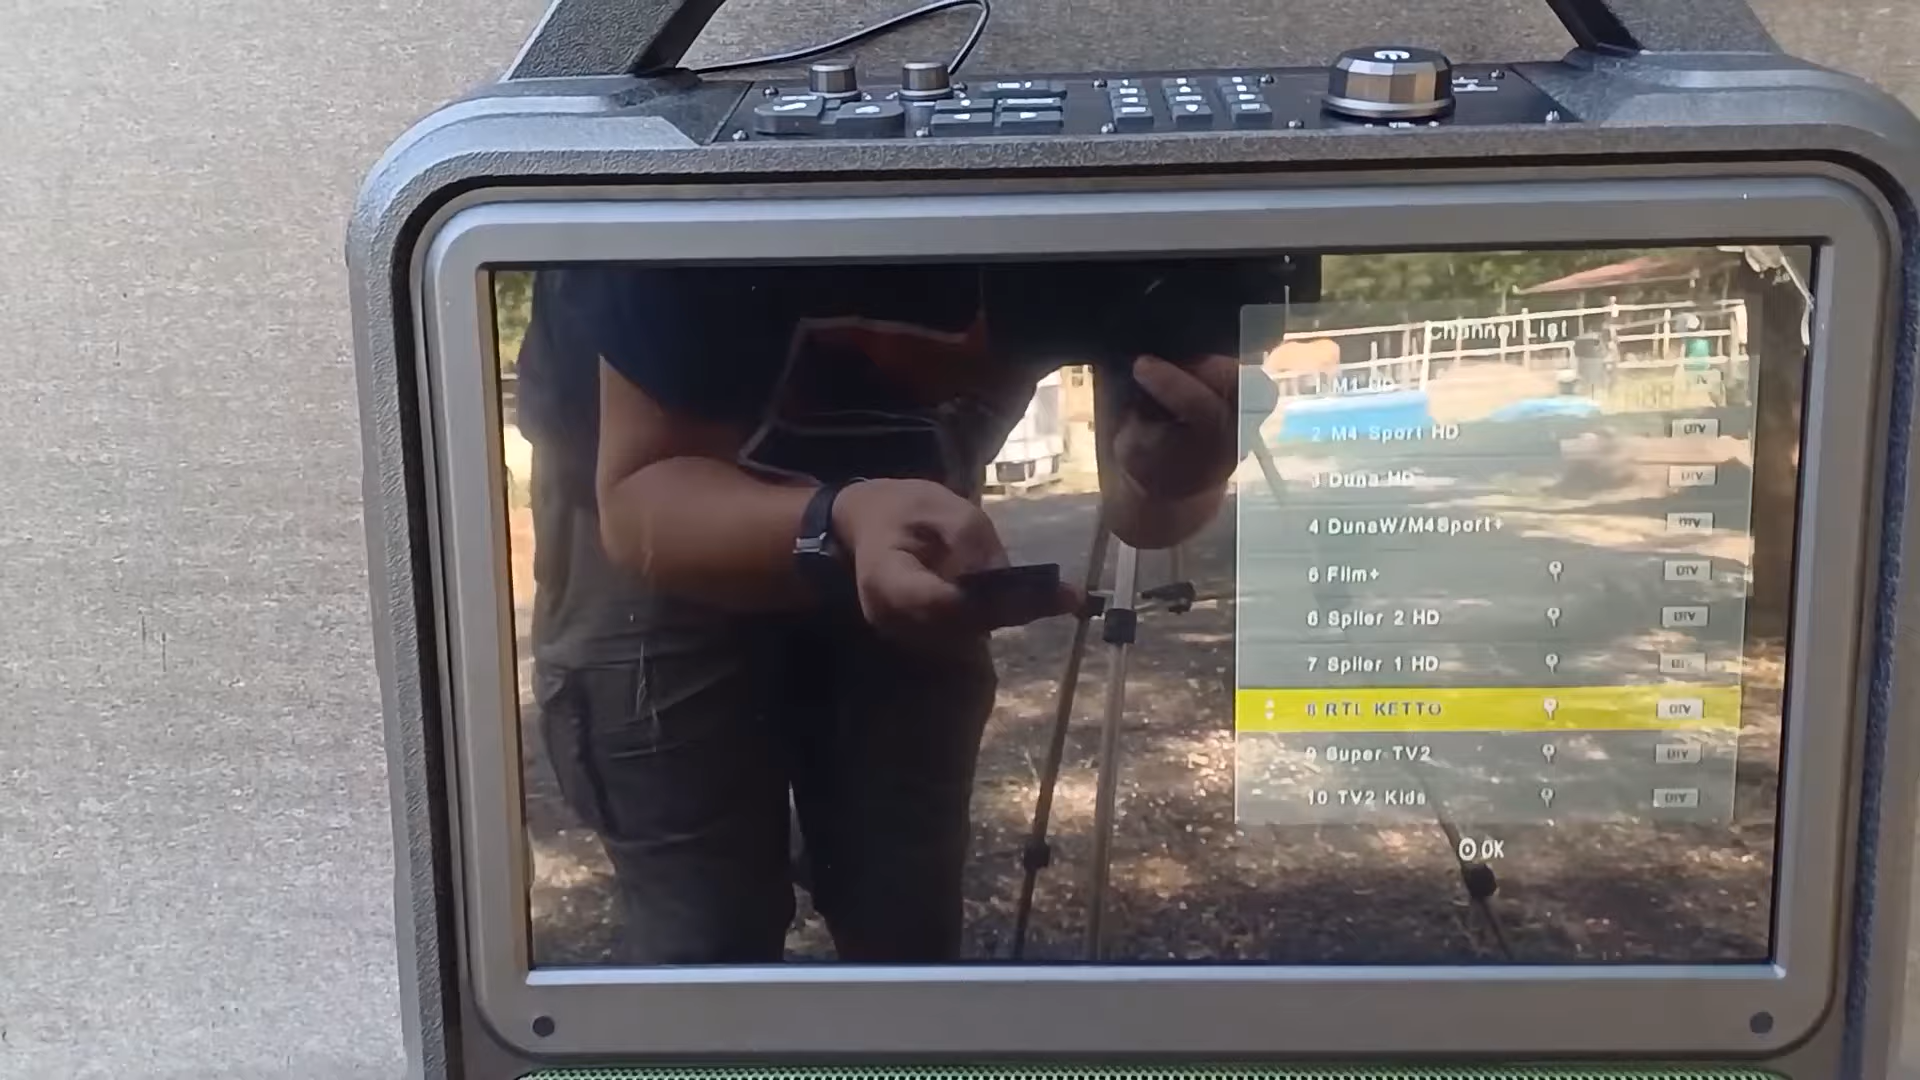 Channel List
1 M1 HD
2 M4 Sport HD DTV
3 Duna HD DTV
4 DunaW/M4Sport+ DTV
5 Film+ DTV
6 Spíler 2 HD DTV
7 Spíler 1 HD DTV
8 RTL KETTO DTV
9 Super TV2 DTV
10 TV2 Kids DTV
OK